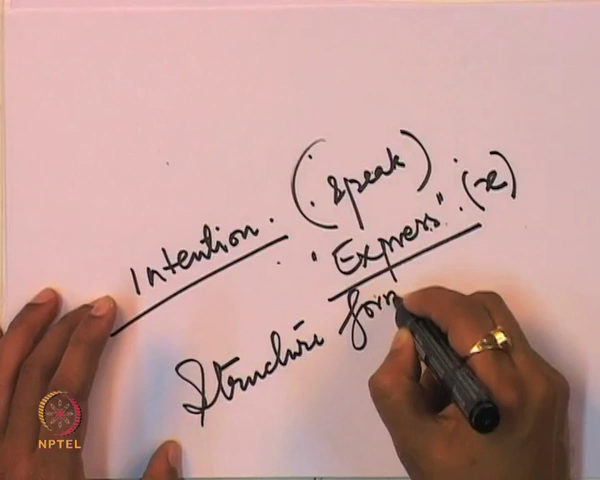 Intention. (speak)
"Express". (x)
Structure form
NPTEL